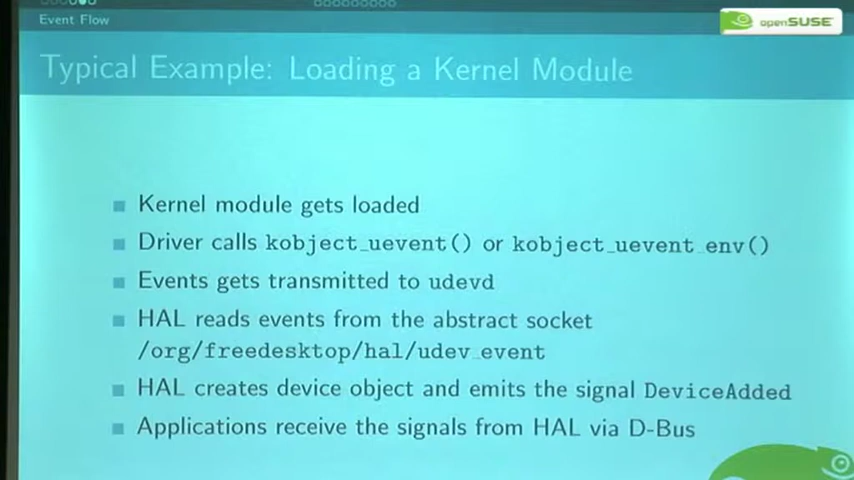 Event Flow
openSUSE
Typical Example: Loading a Kernel Module
Kernel module gets loaded
Driver calls kobject_uevent() or kobject_uevent_env()
Events gets transmitted to udevd
HAL reads events from the abstract socket
/org/freedesktop/hal/udev_event
HAL creates device object and emits the signal DeviceAdded
Applications receive the signals from HAL via D-Bus